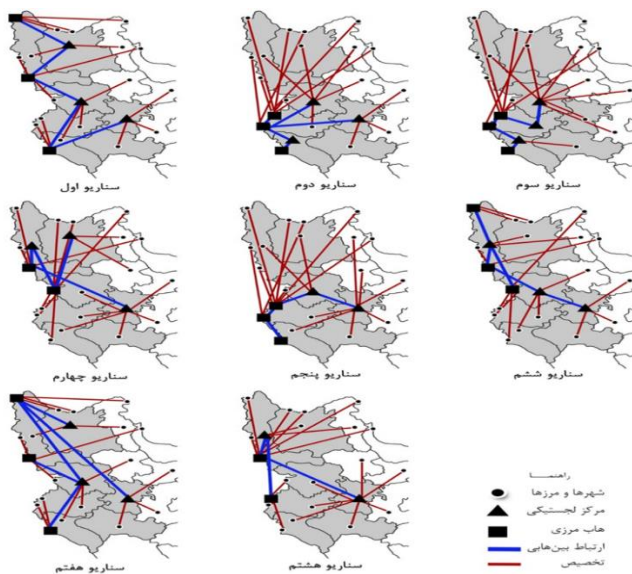 سناریو اول
سناریو دوم
سناریو سوم
سناریو چهارم
سناریو پنجم
سناریو ششم
سناریو هفتم
سناریو هشتم
راهنما
شهرها و مرزها
مرکز لجستیکی
هاب مرزی
ارتباط بین‌هابی
تخصیص